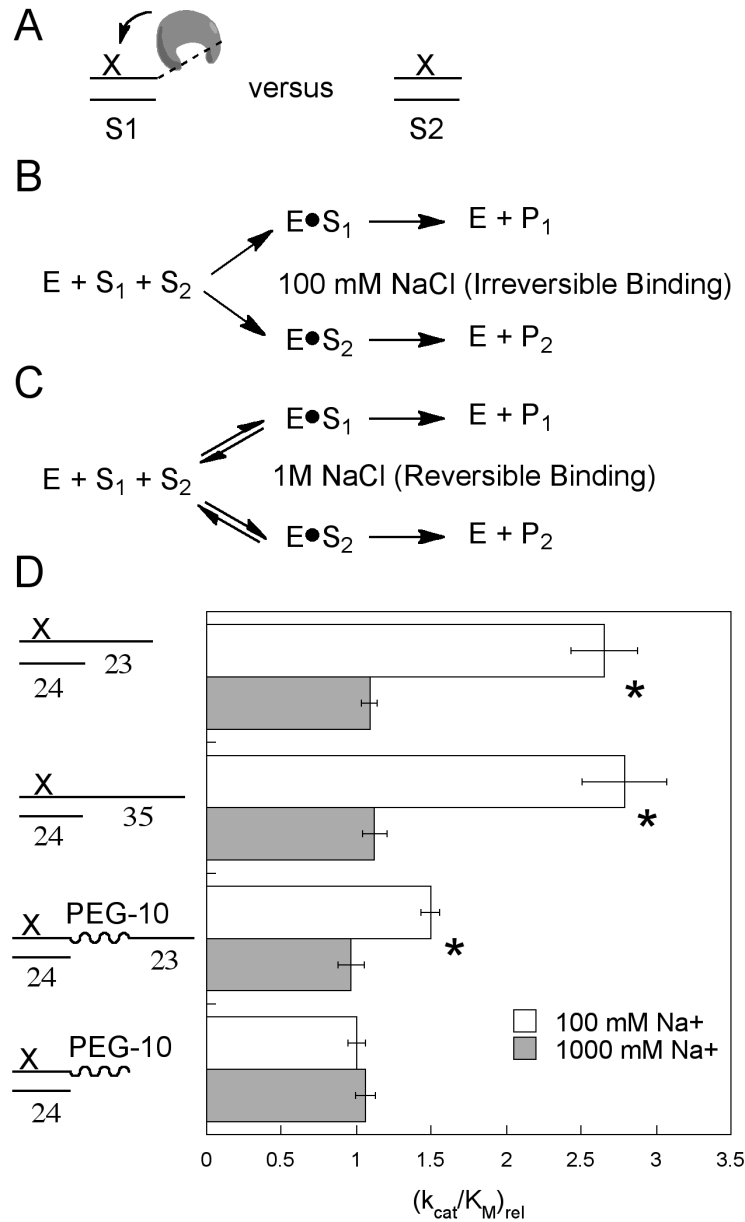 A
X X
versus
S1 S2
B
E●S₁ E + P₁
E + S₁ + S₂ 100 mM NaCl (Irreversible Binding)
E●S₂ E + P₂
C
E●S₁ E + P₁
E + S₁ + S₂ 1M NaCl (Reversible Binding)
E●S₂ E + P₂
D
X
24 23
*
X
24 35
*
X PEG-10
24 23
*
X PEG-10
24
100 mM Na+
1000 mM Na+
0 0.5 1 1.5 2 2.5 3 3.5
(kcat/KM)rel